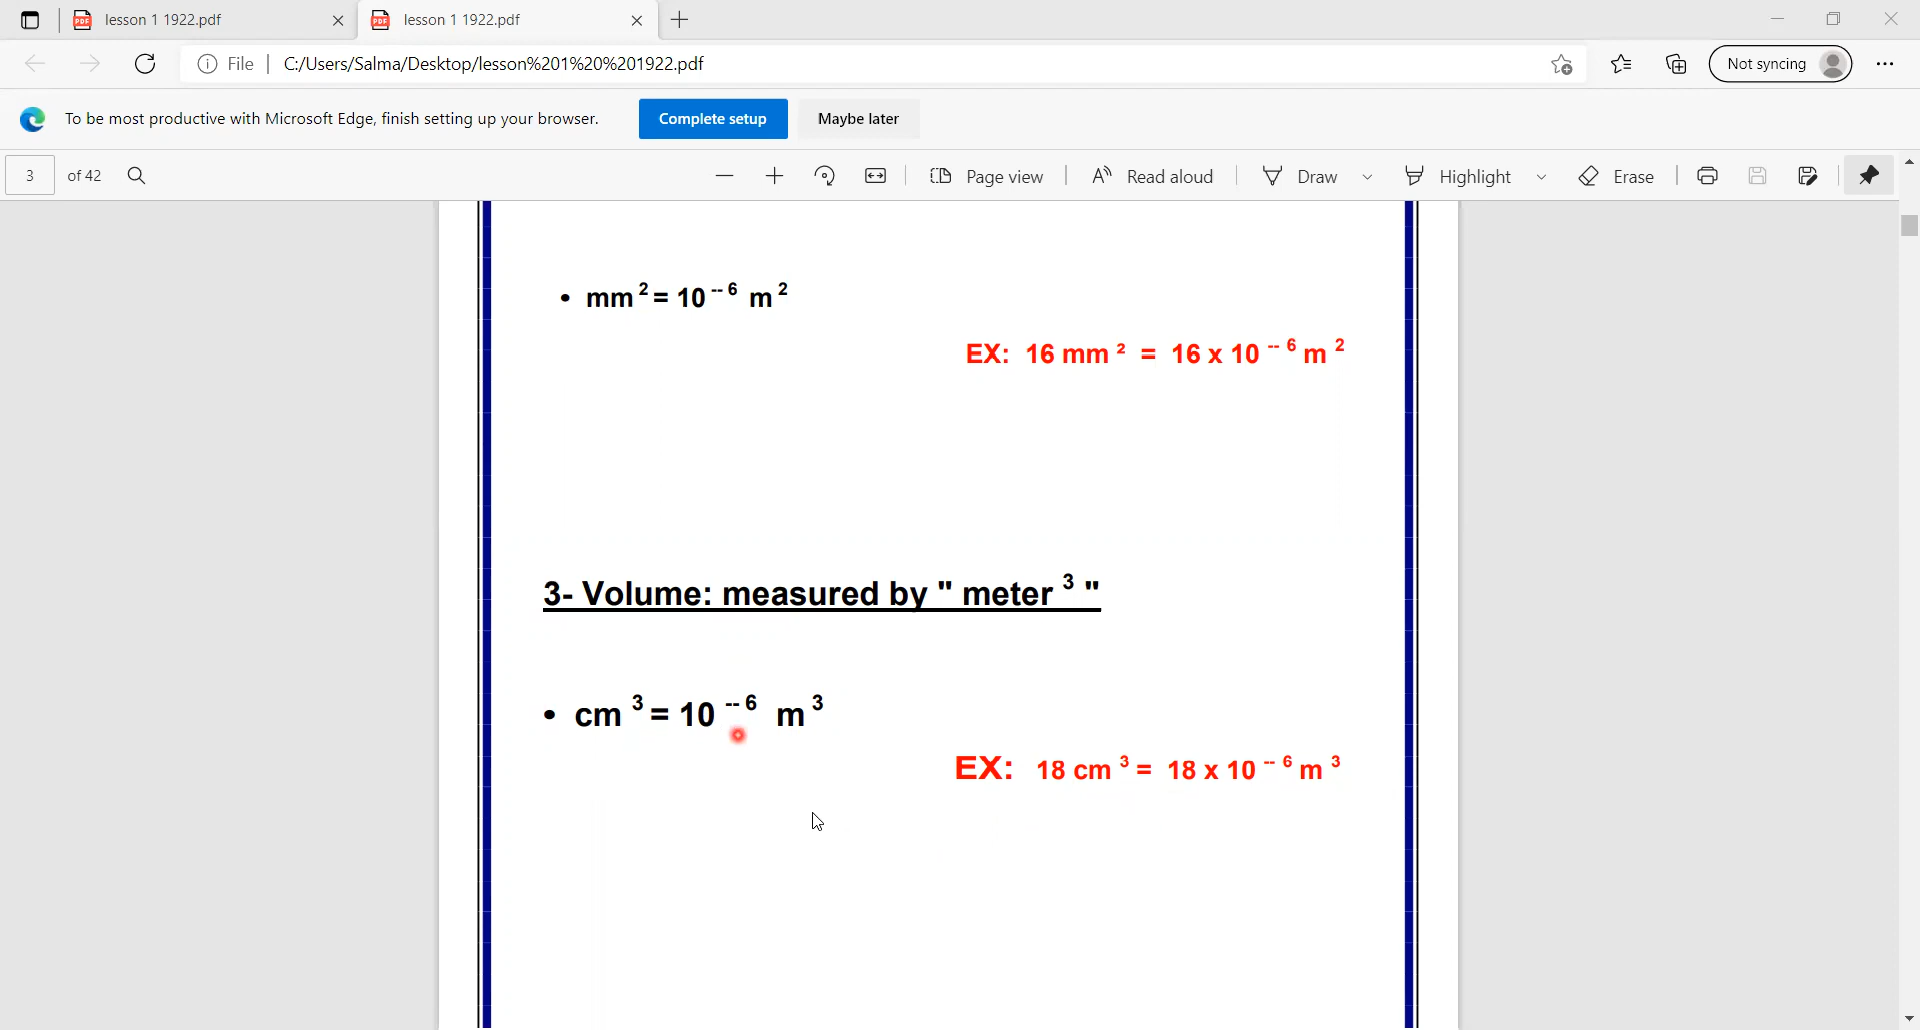 lesson 1 1922.pdf
lesson 1 1922.pdf
File C:/Users/Salma/Desktop/lesson%201%20%201922.pdf
Not syncing
To be most productive with Microsoft Edge, finish setting up your browser. Complete setup Maybe later
3 of 42 Page view Read aloud Draw Highlight Erase
• mm ² = 10 -- ⁶ m ²
EX: 16 mm ² = 16 x 10 -- ⁶ m ²
3- Volume: measured by " meter ³ "
• cm ³ = 10 -- ⁶ m ³
EX: 18 cm ³ = 18 x 10 -- ⁶ m ³